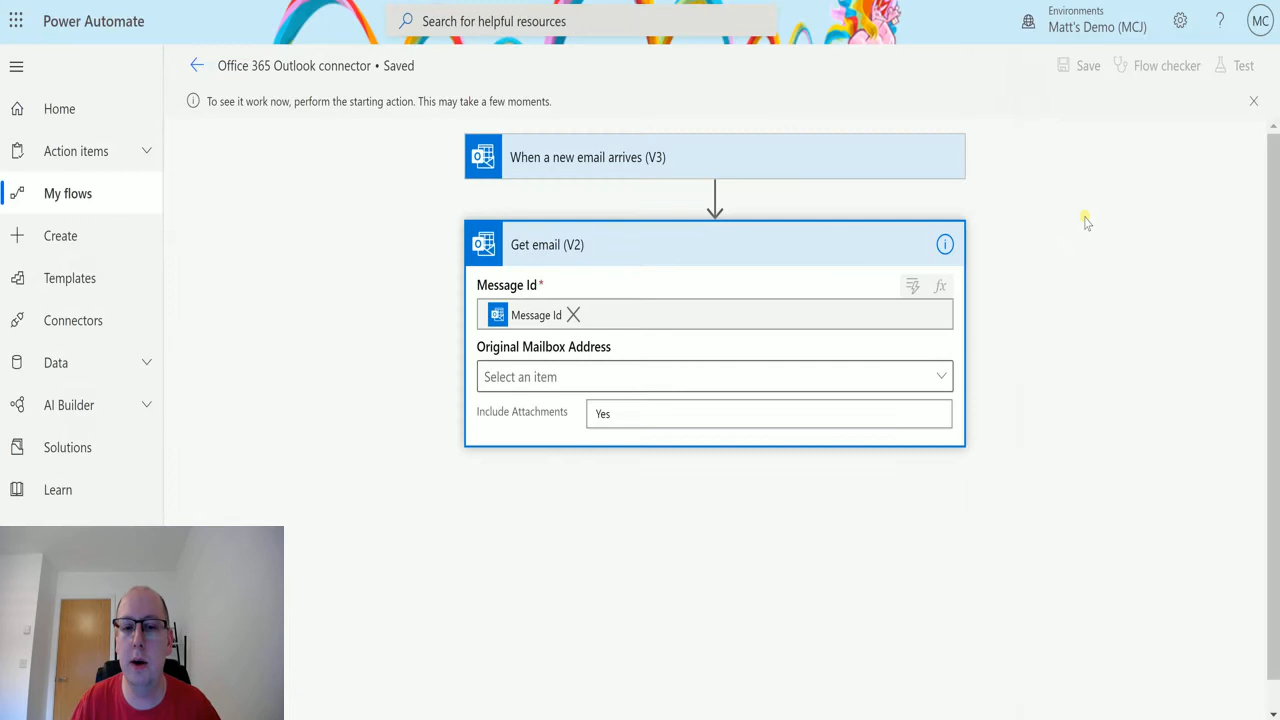 Power Automate
Search for helpful resources
Environments
Matt's Demo (MCJ)
?
MC
Office 365 Outlook connector • Saved
Save
Flow checker
Test
To see it work now, perform the starting action. This may take a few moments.
Home
Action items
My flows
Create
Templates
Connectors
Data
AI Builder
Solutions
Learn
When a new email arrives (V3)
Get email (V2)
Message Id*
fx
Message Id
Original Mailbox Address
Select an item
Include Attachments
Yes